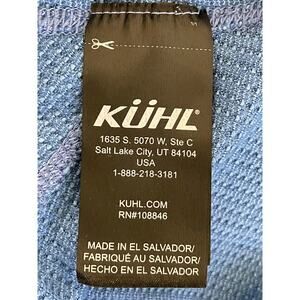 KÜHL®
1635 S. 5070 W, Ste C
Salt Lake City, UT 84104
USA
1-888-218-3181
KUHL.COM
RN#108846
MADE IN EL SALVADOR/
FABRIQUÉ AU SALVADOR/
HECHO EN EL SALVADOR